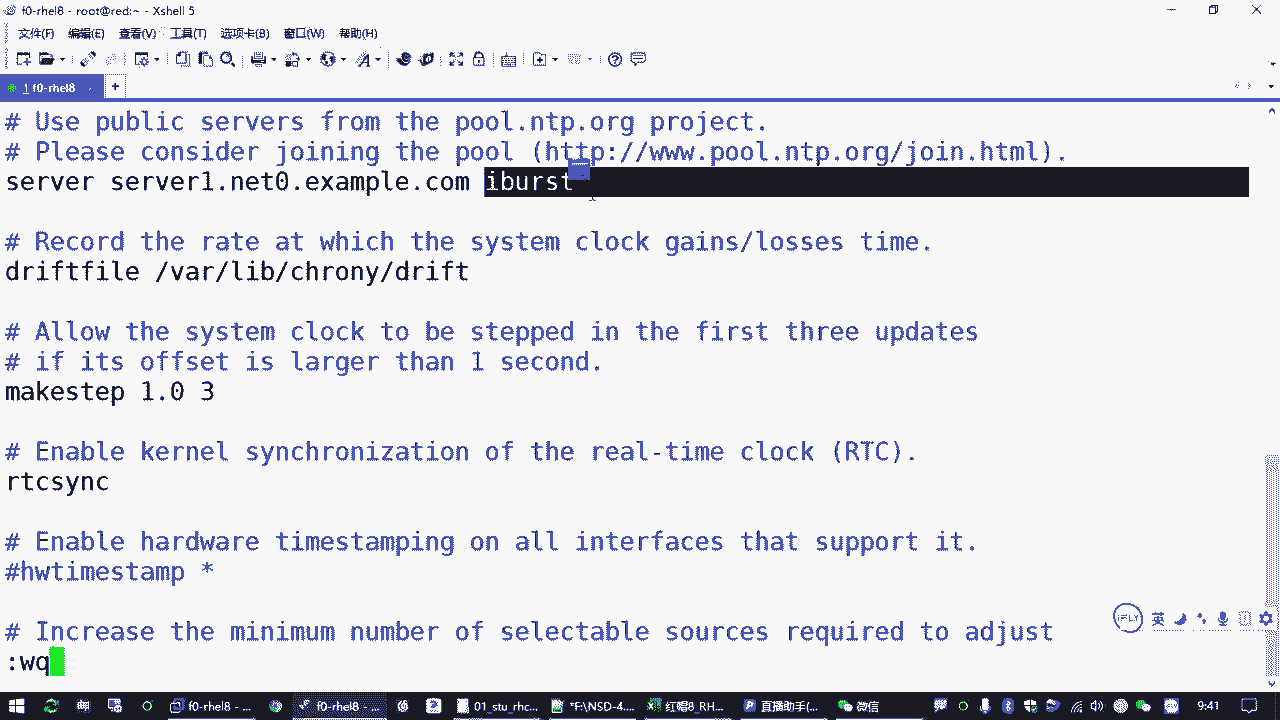 f0-rhel8 - root@red:~ - Xshell 5
文件(F) 编辑(E) 查看(V) 工具(T) 选项卡(B) 窗口(W) 帮助(H)
1 f0-rhel8
# Use public servers from the pool.ntp.org project.
# Please consider joining the pool (http://www.pool.ntp.org/join.html).
server server1.net0.example.com iburst
# Record the rate at which the system clock gains/losses time.
driftfile /var/lib/chrony/drift
# Allow the system clock to be stepped in the first three updates
# if its offset is larger than 1 second.
makestep 1.0 3
# Enable kernel synchronization of the real-time clock (RTC).
rtcsync
# Enable hardware timestamping on all interfaces that support it.
#hwtimestamp *
# Increase the minimum number of selectable sources required to adjust
:wq
iFLY 英
f0-rhel8 - ... f0-rhel8 - ... 01_stu_rhc... *F:\NSD-4... 红帽8_RH... 直播助手(... 微信 9:41